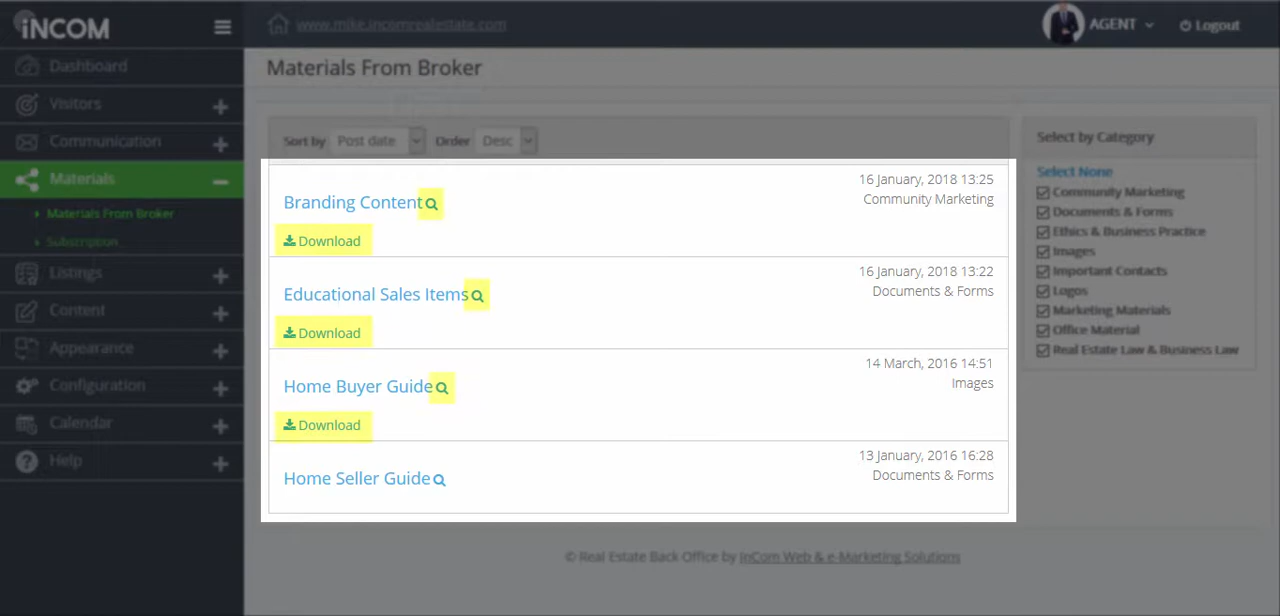 iNCOM
www.mike.incomrealestate.com
AGENT
Logout
Dashboard
Visitors
Communication
Materials
Materials From Broker
Subscription
Listings
Content
Appearance
Configuration
Calendar
Help
Materials From Broker
Sort by Post date Order Desc
Branding Content
16 January, 2018 13:25
Community Marketing
Download
Educational Sales Items
16 January, 2018 13:22
Documents & Forms
Download
Home Buyer Guide
14 March, 2016 14:51
Images
Download
Home Seller Guide
13 January, 2016 16:28
Documents & Forms
Select by Category
Select None
Community Marketing
Documents & Forms
Ethics & Business Practice
Images
Important Contacts
Logos
Marketing Materials
Office Material
Real Estate Law & Business Law
© Real Estate Back Office by InCom Web & e-Marketing Solutions